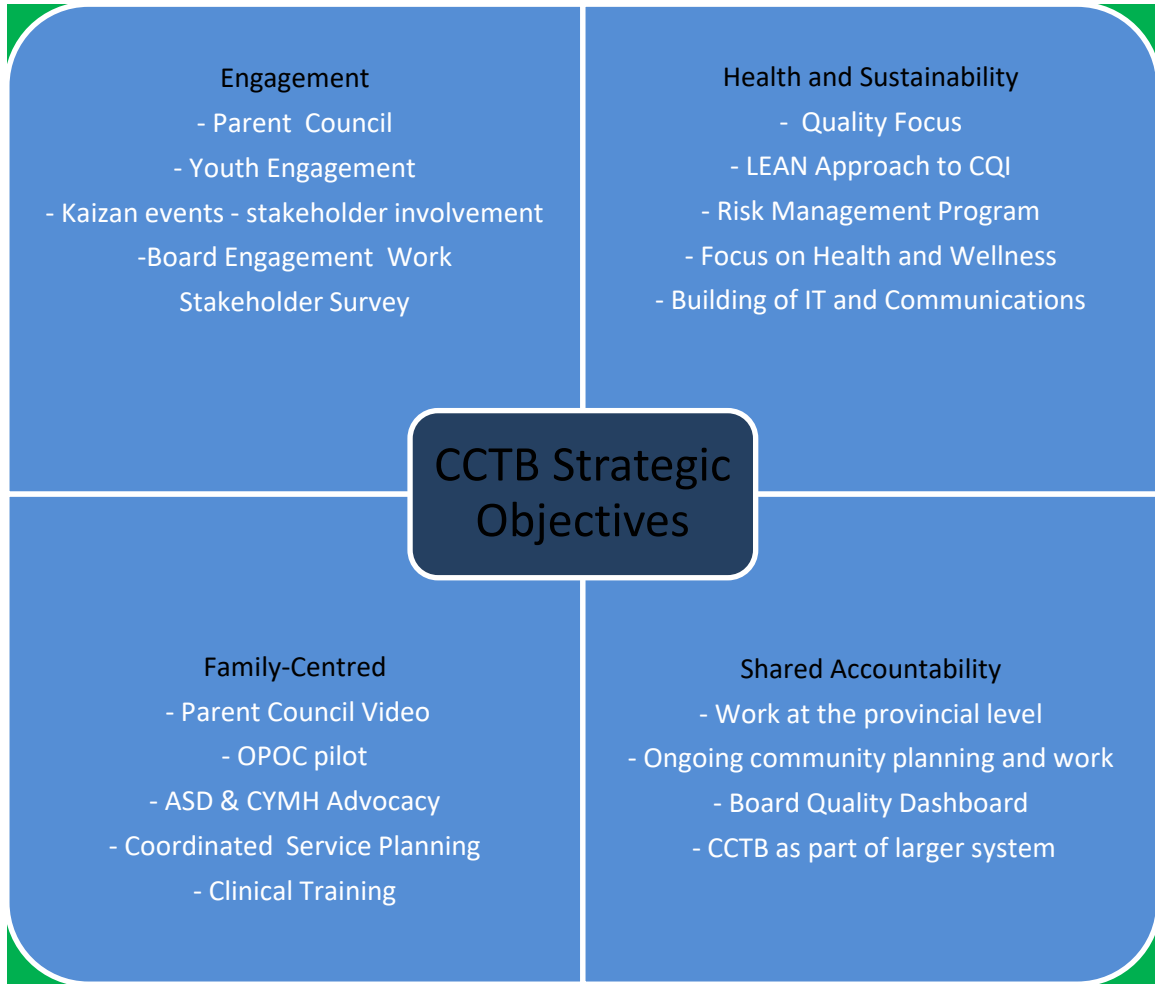 Engagement
- Parent Council
- Youth Engagement
- Kaizan events - stakeholder involvement
-Board Engagement Work
Stakeholder Survey
Health and Sustainability
- Quality Focus
- LEAN Approach to CQI
- Risk Management Program
- Focus on Health and Wellness
- Building of IT and Communications
CCTB Strategic
Objectives
Family-Centred
- Parent Council Video
- OPOC pilot
- ASD & CYMH Advocacy
- Coordinated Service Planning
- Clinical Training
Shared Accountability
- Work at the provincial level
- Ongoing community planning and work
- Board Quality Dashboard
- CCTB as part of larger system